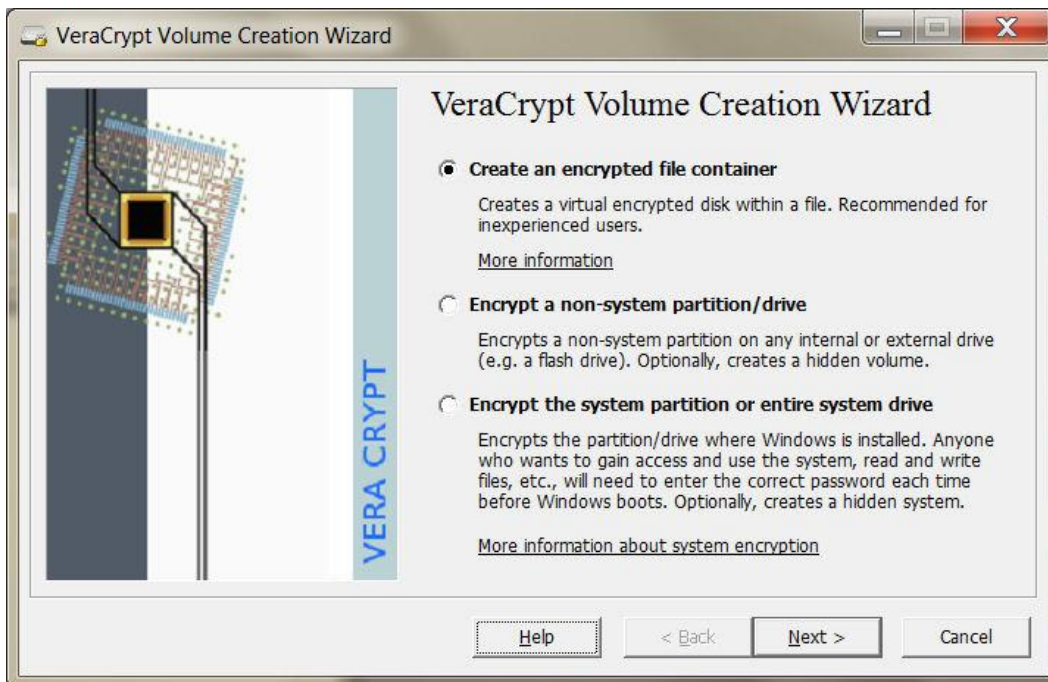 VeraCrypt Volume Creation Wizard
VERA CRYPT
VeraCrypt Volume Creation Wizard
Create an encrypted file container
Creates a virtual encrypted disk within a file. Recommended for
inexperienced users.
More information
Encrypt a non-system partition/drive
Encrypts a non-system partition on any internal or external drive
(e.g. a flash drive). Optionally, creates a hidden volume.
Encrypt the system partition or entire system drive
Encrypts the partition/drive where Windows is installed. Anyone
who wants to gain access and use the system, read and write
files, etc., will need to enter the correct password each time
before Windows boots. Optionally, creates a hidden system.
More information about system encryption
Help
< Back
Next >
Cancel